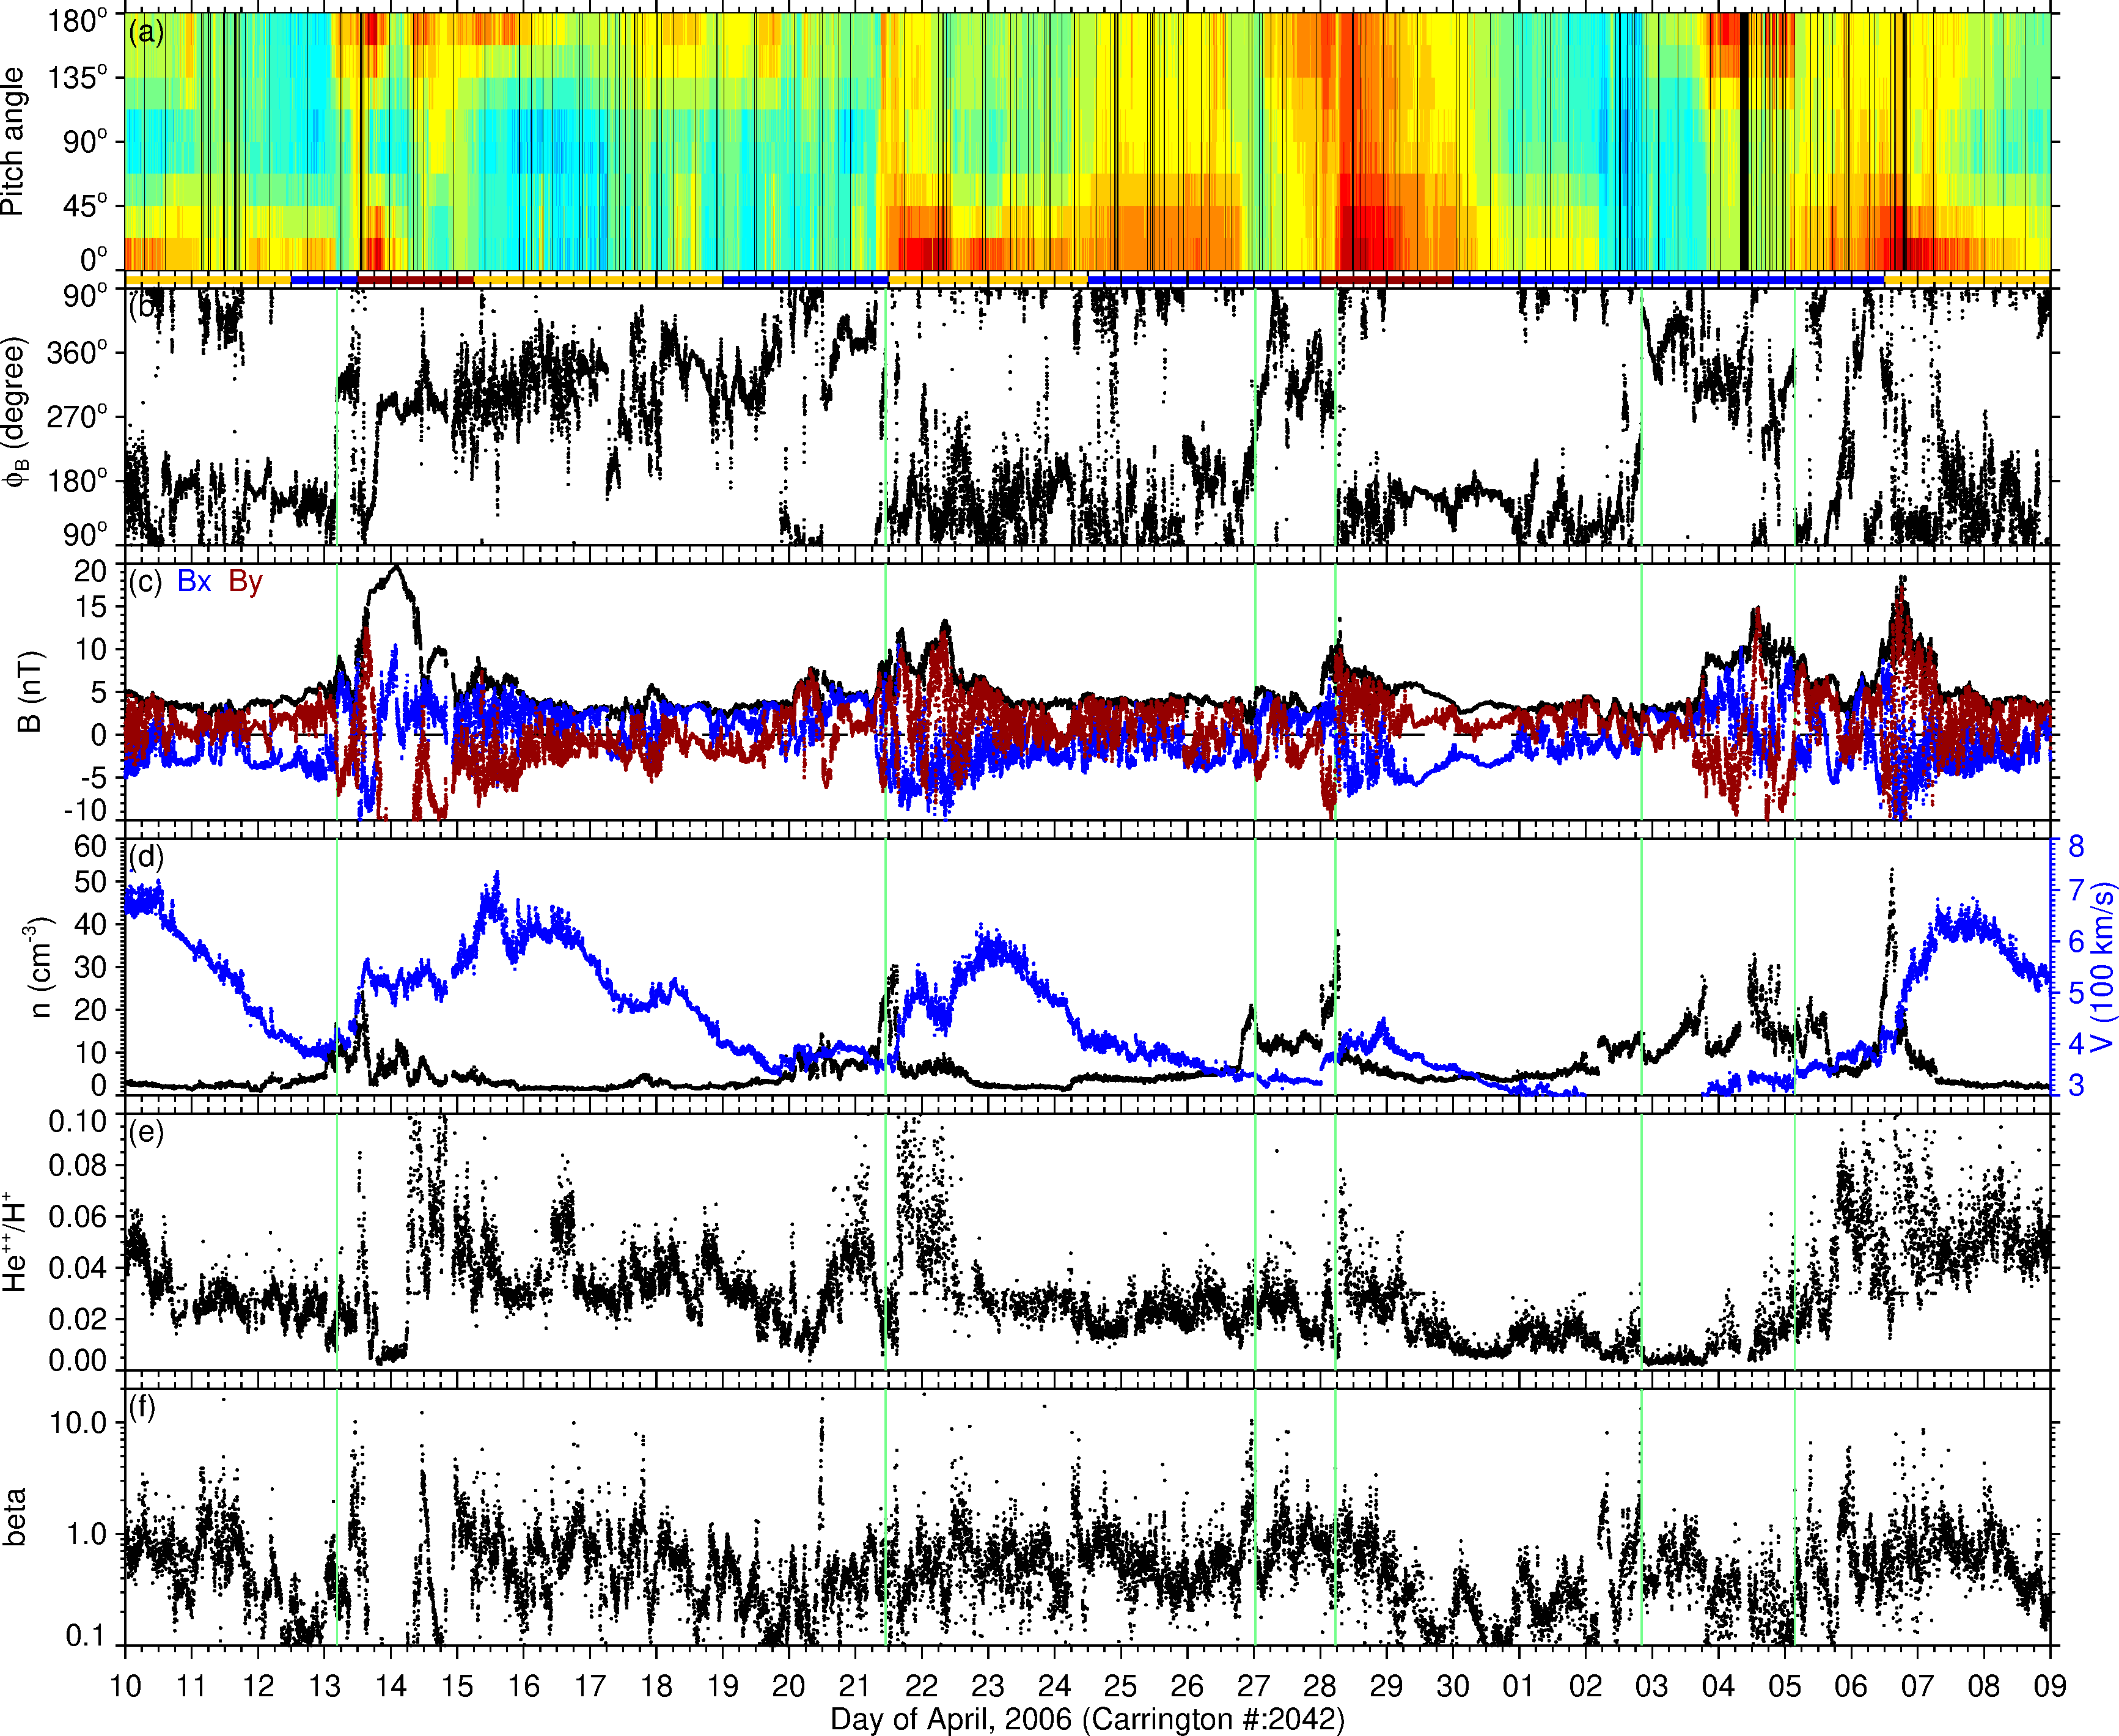 (a)
Pitch angle
180°
135°
90°
45°
0°
(b)
ϕB (degree)
90°
360°
270°
180°
90°
(c) Bx By
B (nT)
20
15
10
5
0
-5
-10
(d)
n (cm-3)
60
50
40
30
20
10
0
8
7
6
5
4
3
V (100 km/s)
(e)
He++/H+
0.10
0.08
0.06
0.04
0.02
0.00
(f)
beta
10.0
1.0
0.1
10 11 12 13 14 15 16 17 18 19 20 21 22 23 24 25 26 27 28 29 30 01 02 03 04 05 06 07 08 09
Day of April, 2006 (Carrington #:2042)